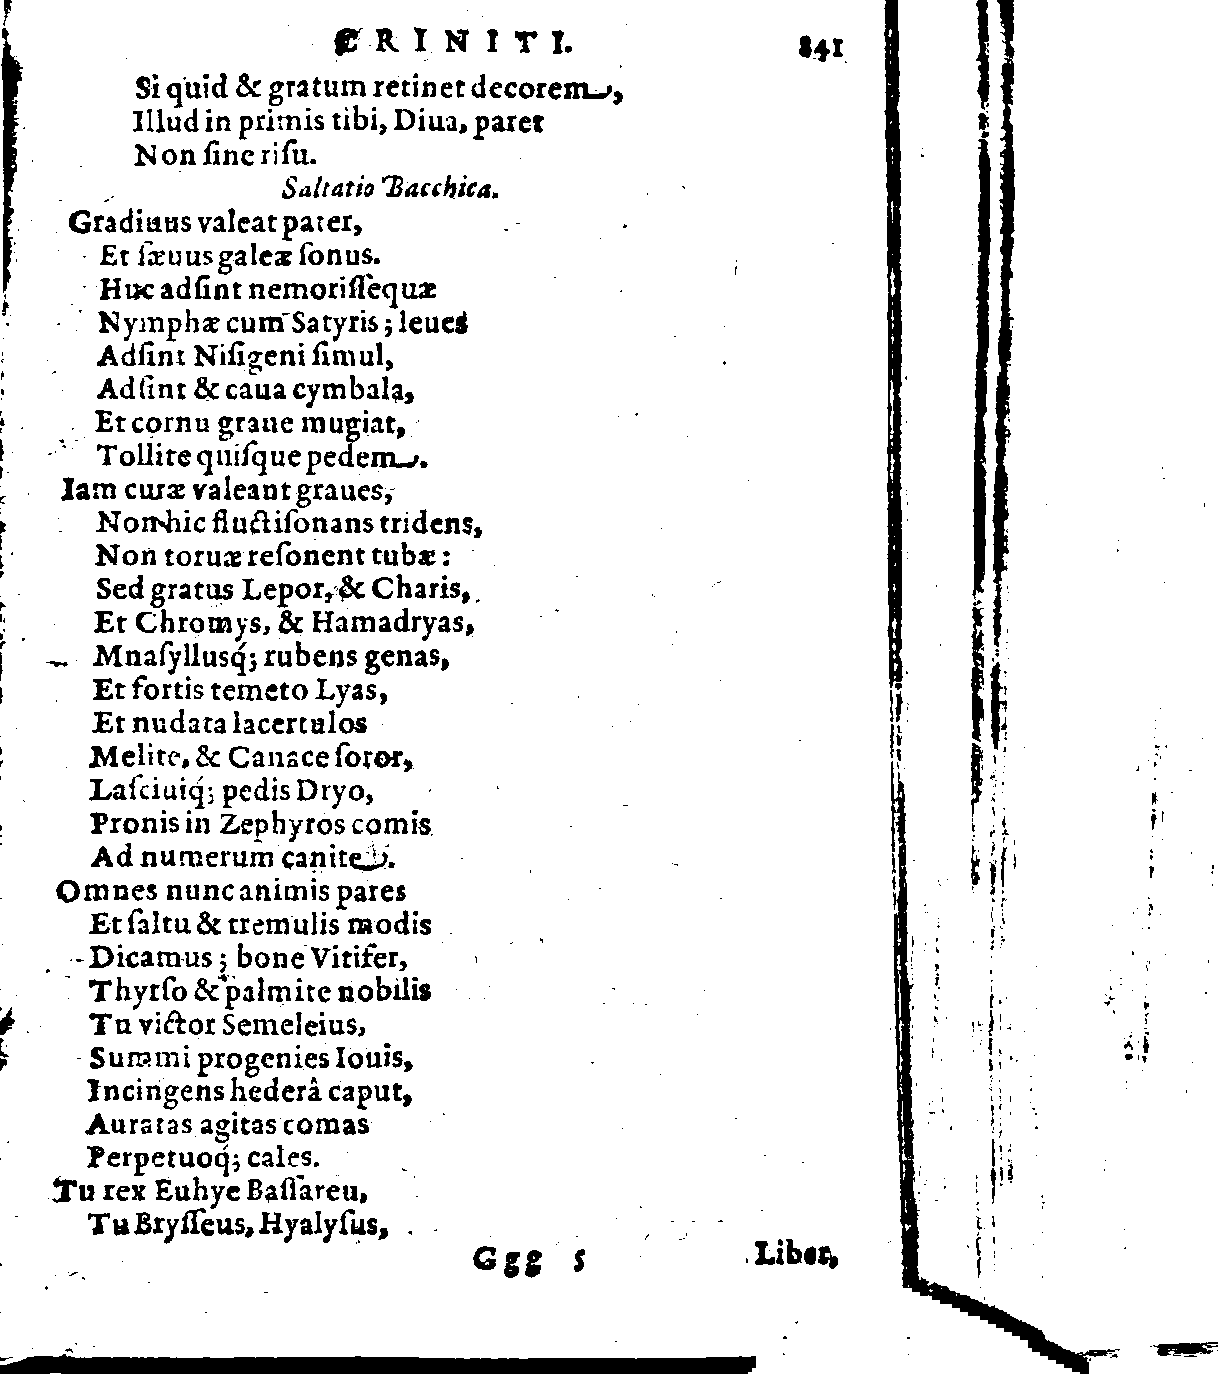 CRINITI. 841
Si quid & gratum retinet decorem,
Illud in primis tibi, Diua, paret
Non ſine riſu.
Saltatio Bacchica.
Gradiuus valeat pater,
Et ſæuus galeæ ſonus.
Huc adſint nemoriſſequæ
Nymphæ cum Satyris; leues
Adſint Niſigeni ſimul,
Adſint & caua cymbala,
Et cornu graue mugiat,
Tollite quiſque pedem.
Iam curæ valeant graues,
Non hic fluctiſonans tridens,
Non toruæ reſonent tubæ:
Sed gratus Lepor, & Charis,
Et Chromys, & Hamadryas,
Mnaſyllusq́; rubens genas,
Et fortis temeto Lyas,
Et nudata lacertulos
Melite, & Canace ſoror,
Laſciuiq́; pedis Dryo,
Pronis in Zephyros comis
Ad numerum canite.
Omnes nunc animis pares
Et ſaltu & tremulis modis
Dicamus; bone Vitifer,
Thyrſo & palmite nobilis
Tu victor Semeleius,
Summi progenies Iouis,
Incingens hederâ caput,
Auratas agitas comas
Perpetuoq́; cales.
Tu rex Euhye Baſſareu,
Tu Bryſſeus, Hyalyſus,
Ggg 5 Liber,